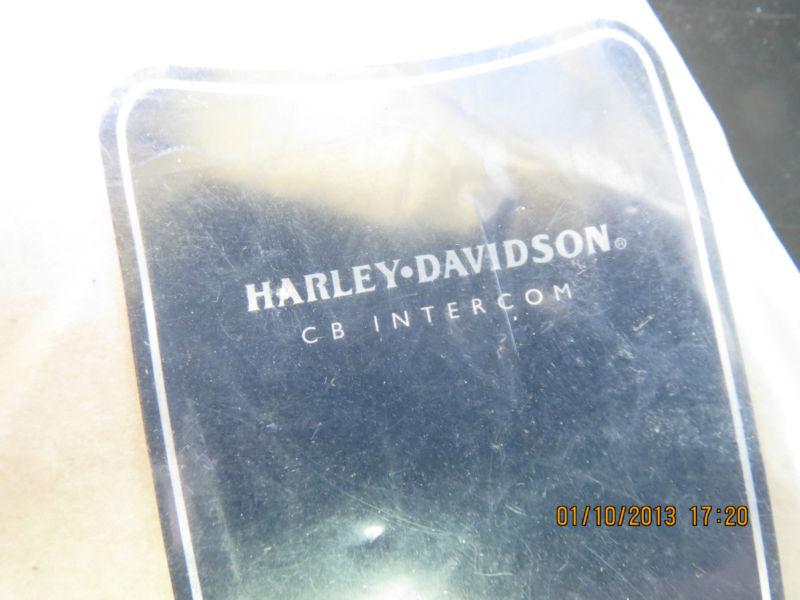 HARLEY•DAVIDSON®
CB INTERCOM
01/10/2013 17:20